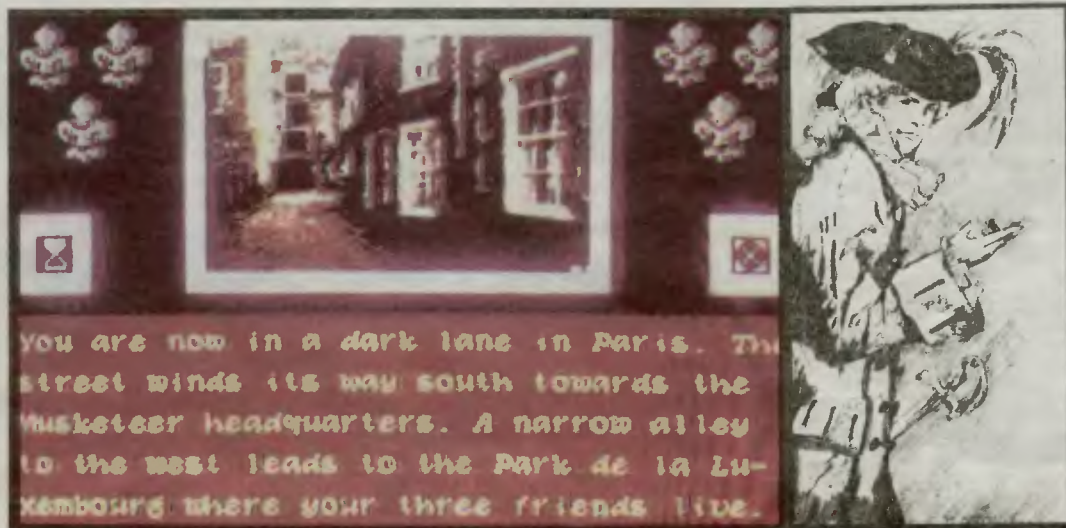 You are now in a dark lane in Paris. The
street winds its way south towards the
Musketeer headquarters. A narrow alley
to the west leads to the Park de la Lu-
xembourg where your three friends live.